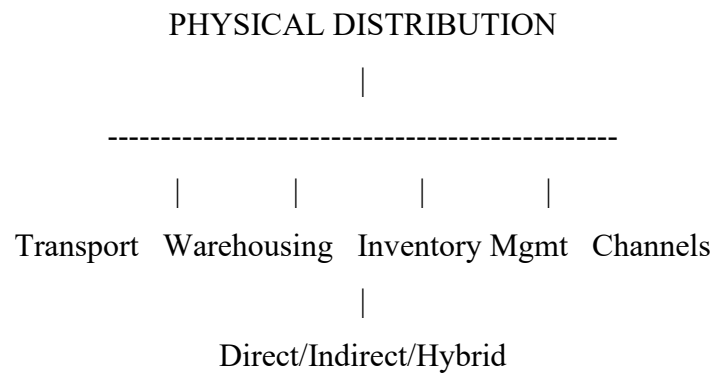 PHYSICAL DISTRIBUTION
|
------------------------------------------------
| | | |
Transport Warehousing Inventory Mgmt Channels
|
Direct/Indirect/Hybrid